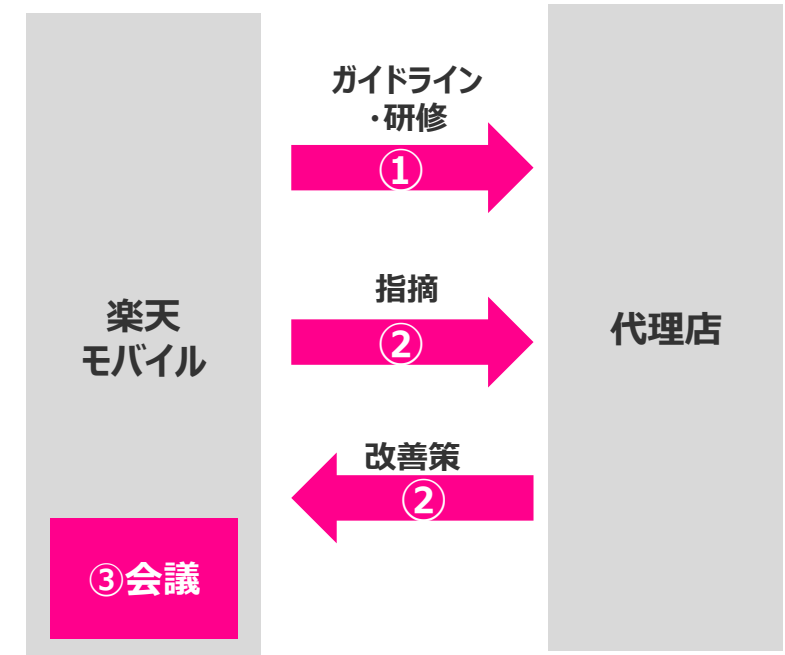 ガイドライン
・研修
①
指摘
②
楽天
モバイル
代理店
改善策
②
③会議